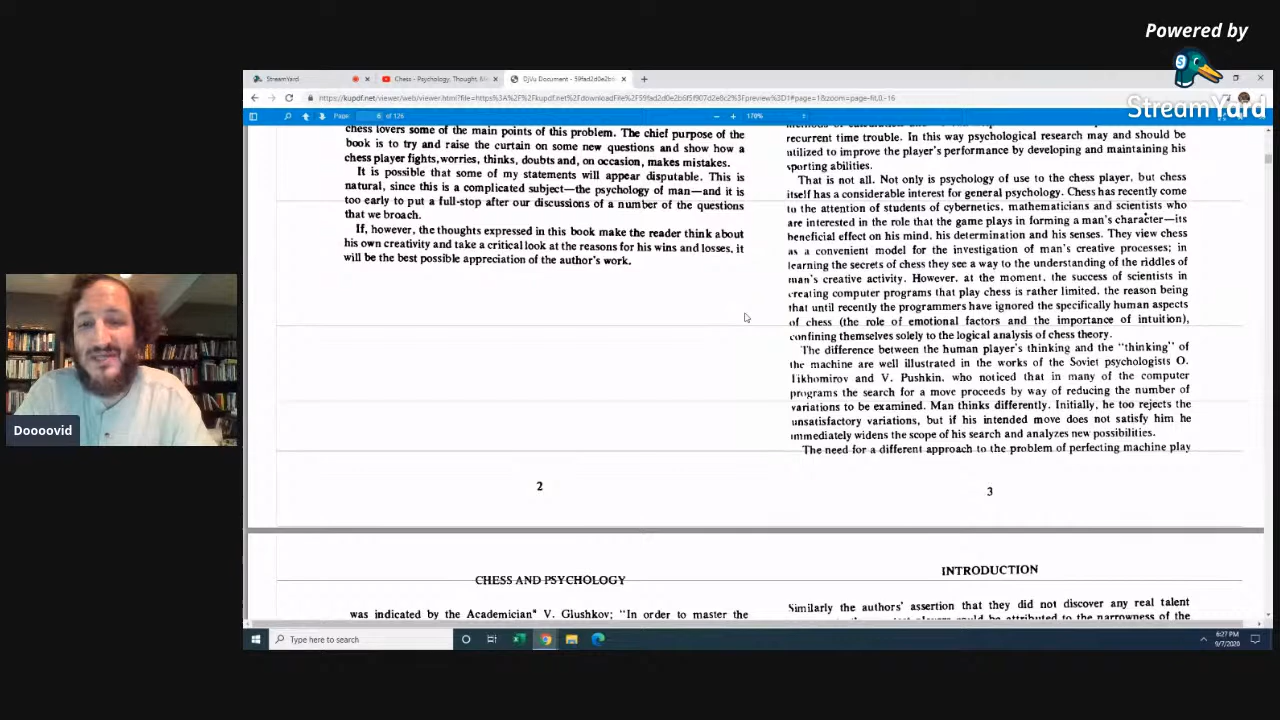 Powered by
StreamYard
StreamYard
Chess - Psychology, Thought,
DjVu Document - 59fad2d0e2b
Page: 6 of 126
170%
chess lovers some of the main points of this problem. The chief purpose of the
book is to try and raise the curtain on some new questions and show how a
chess player fights, worries, thinks, doubts and, on occasion, makes mistakes.
It is possible that some of my statements will appear disputable. This is
natural, since this is a complicated subject—the psychology of man—and it is
too early to put a full-stop after our discussions of a number of the questions
that we broach.
If, however, the thoughts expressed in this book make the reader think about
his own creativity and take a critical look at the reasons for his wins and losses, it
will be the best possible appreciation of the author's work.
2
recurrent time trouble. In this way psychological research may and should be
utilized to improve the player's performance by developing and maintaining his
sporting abilities.
That is not all. Not only is psychology of use to the chess player, but chess
itself has a considerable interest for general psychology. Chess has recently come
to the attention of students of cybernetics, mathematicians and scientists who
are interested in the role that the game plays in forming a man's character—its
beneficial effect on his mind, his determination and his senses. They view chess
as a convenient model for the investigation of man's creative processes; in
learning the secrets of chess they see a way to the understanding of the riddles of
man's creative activity. However, at the moment, the success of scientists in
creating computer programs that play chess is rather limited, the reason being
that until recently the programmers have ignored the specifically human aspects
of chess (the role of emotional factors and the importance of intuition),
confining themselves solely to the logical analysis of chess theory.
The difference between the human player's thinking and the "thinking" of
the machine are well illustrated in the works of the Soviet psychologists O.
Tikhomirov and V. Pushkin, who noticed that in many of the computer
programs the search for a move proceeds by way of reducing the number of
variations to be examined. Man thinks differently. Initially, he too rejects the
unsatisfactory variations, but if his intended move does not satisfy him he
immediately widens the scope of his search and analyzes new possibilities.
The need for a different approach to the problem of perfecting machine play
3
CHESS AND PSYCHOLOGY
was indicated by the Academician* V. Glushkov; "In order to master the
INTRODUCTION
Similarly the authors' assertion that they did not discover any real talent
Doooovid
Type here to search
6:27 PM
9/7/2020